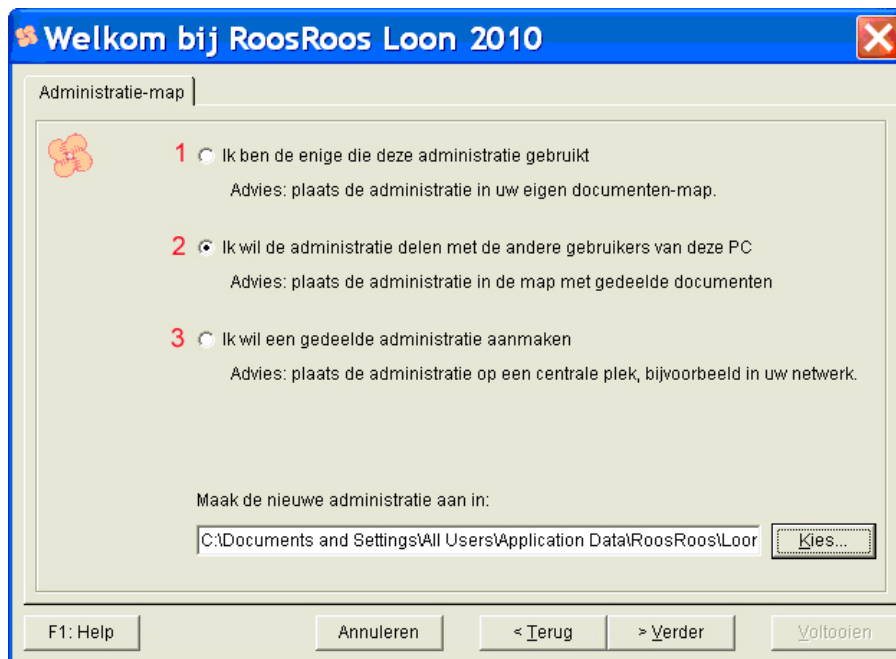 Welkom bij RoosRoos Loon 2010
Administratie-map
1 Ik ben de enige die deze administratie gebruikt
Advies: plaats de administratie in uw eigen documenten-map.
2 Ik wil de administratie delen met de andere gebruikers van deze PC
Advies: plaats de administratie in de map met gedeelde documenten
3 Ik wil een gedeelde administratie aanmaken
Advies: plaats de administratie op een centrale plek, bijvoorbeeld in uw netwerk.
Maak de nieuwe administratie aan in:
C:\Documents and Settings\All Users\Application Data\RoosRoos\Loon Kies...
F1: Help Annuleren < Terug > Verder Voltooien